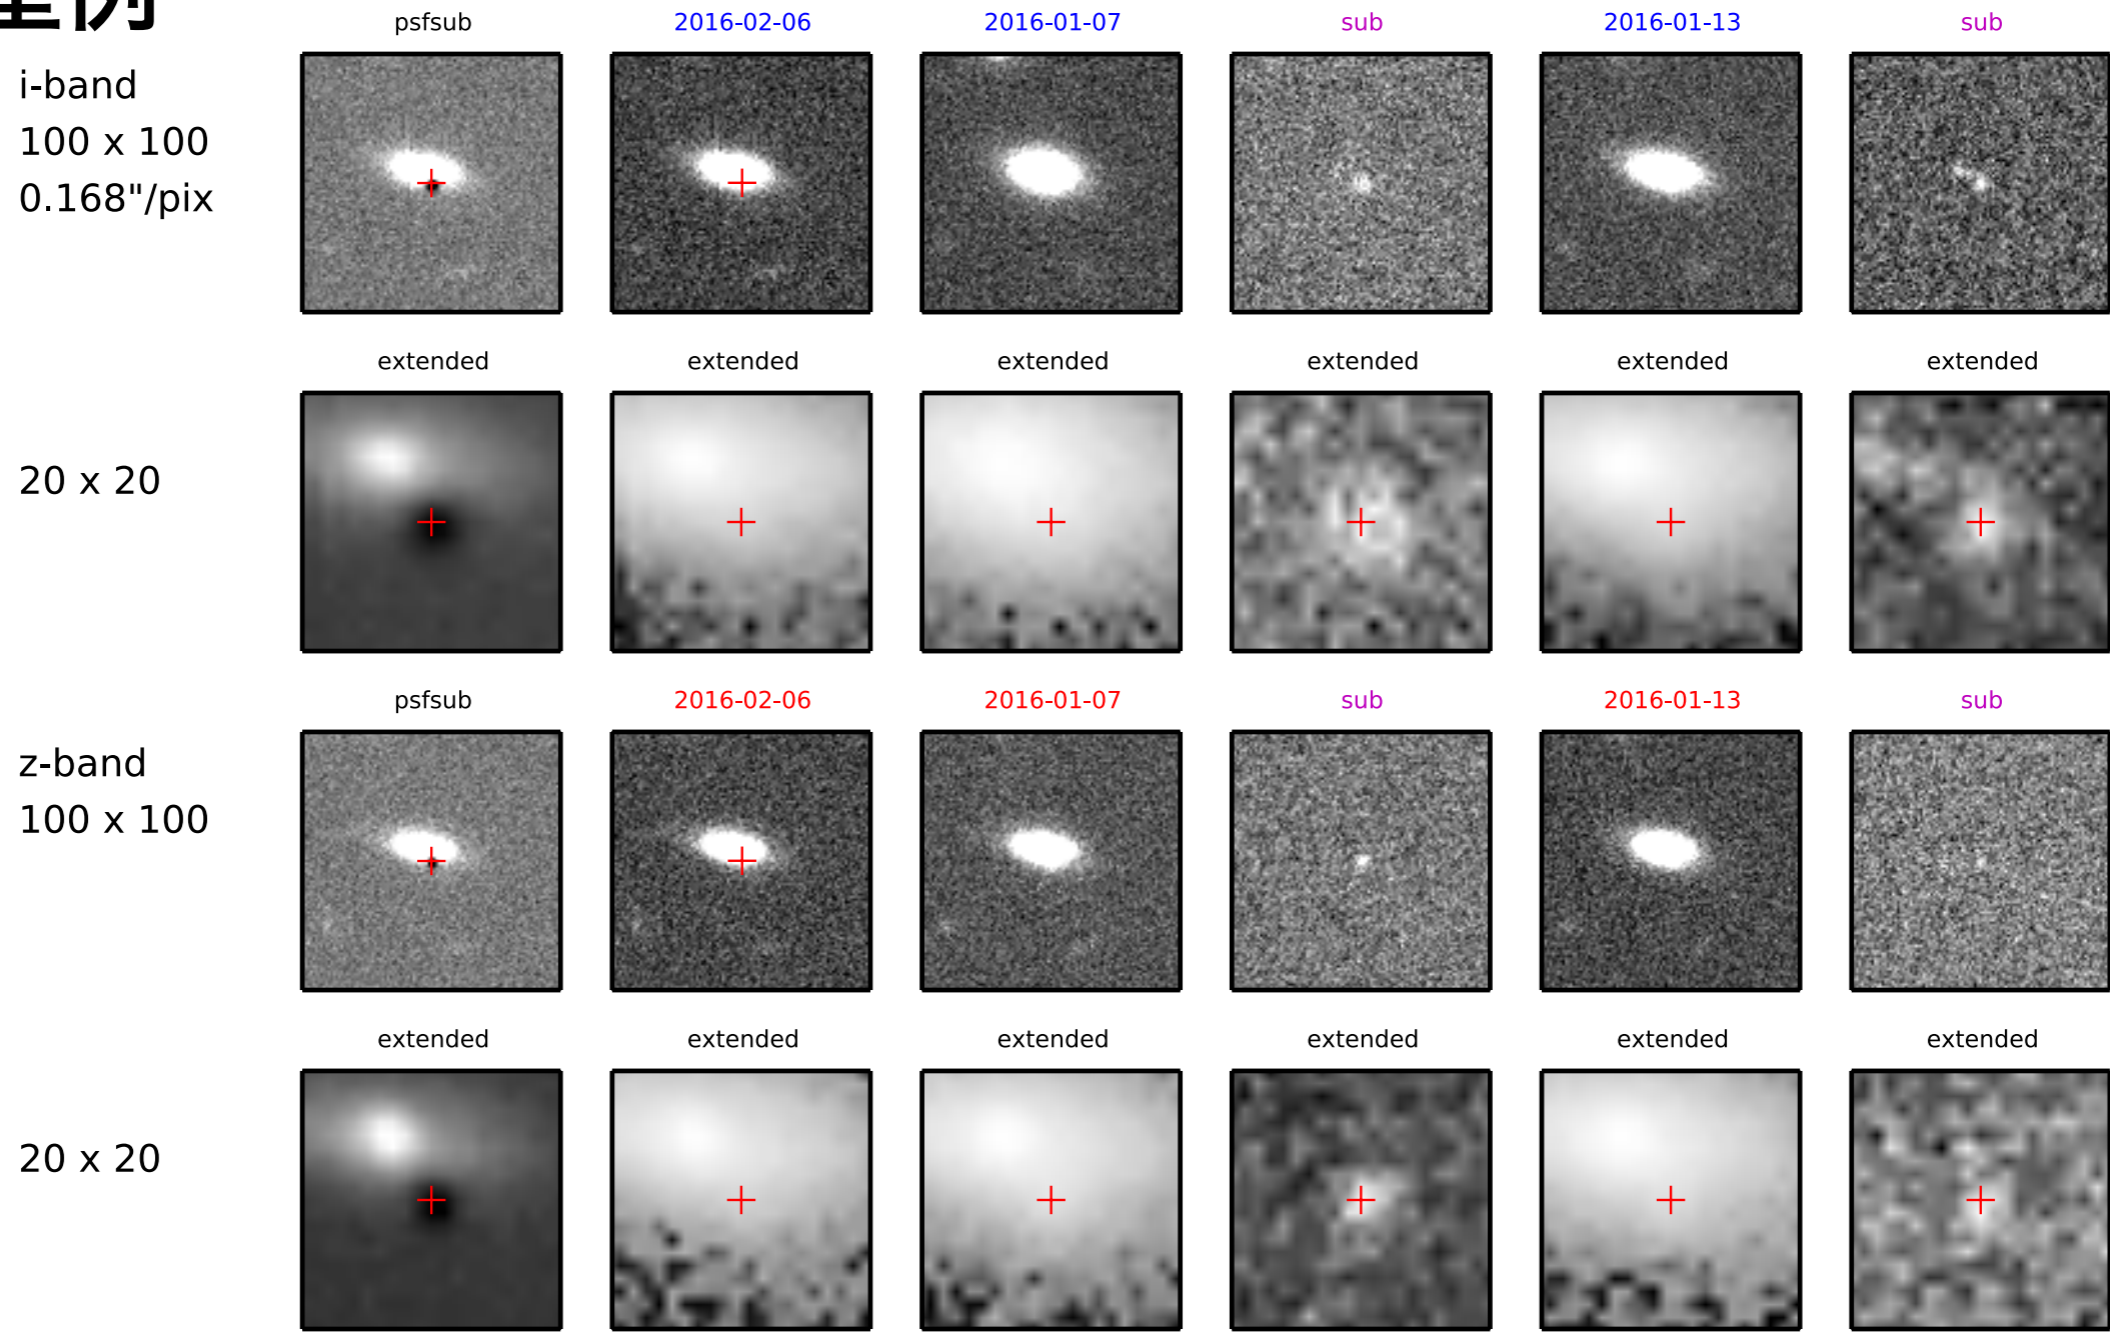 psfsub 2016-02-06 2016-01-07 sub 2016-01-13 sub
i-band
100 x 100
0.168"/pix
extended extended extended extended extended extended
20 x 20
psfsub 2016-02-06 2016-01-07 sub 2016-01-13 sub
z-band
100 x 100
extended extended extended extended extended extended
20 x 20